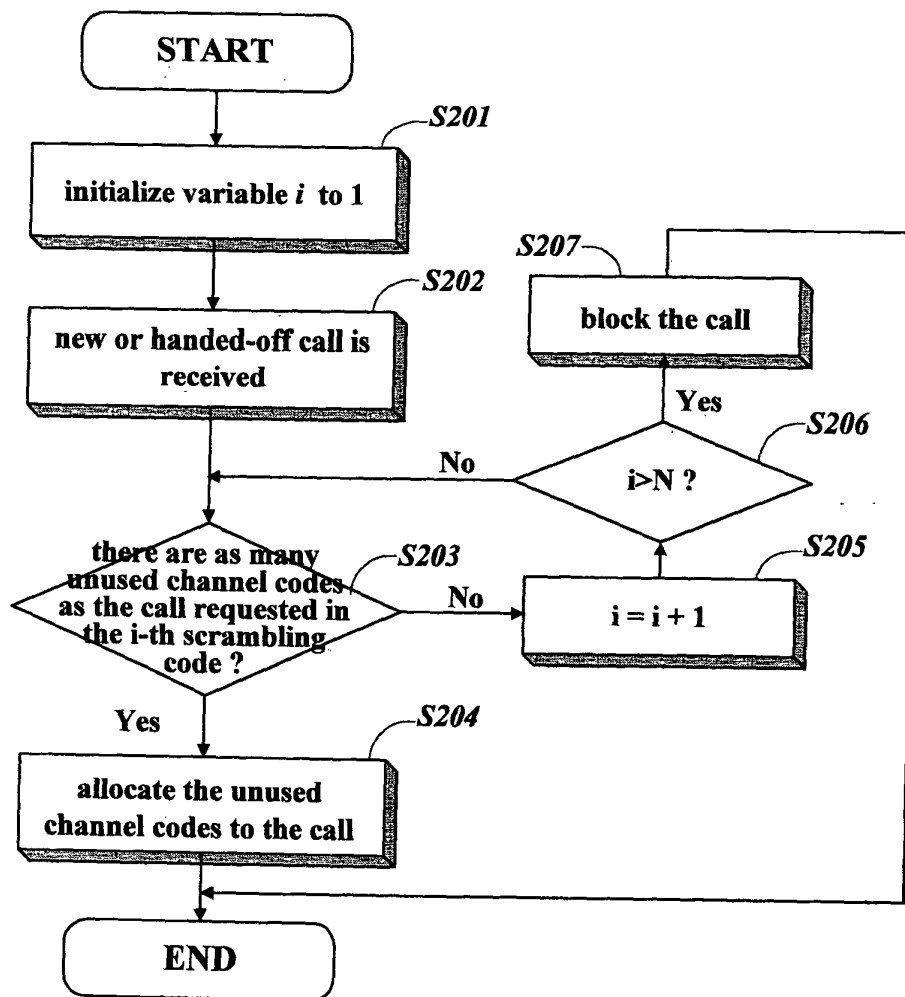 START
S201
initialize variable i to 1
S202
new or handed-off call is
received
S207
block the call
Yes
S206
i>N ?
No
S205
i = i + 1
there are as many
unused channel codes
as the call requested in
the i-th scrambling
code ?
S203
No
Yes
S204
allocate the unused
channel codes to the call
END